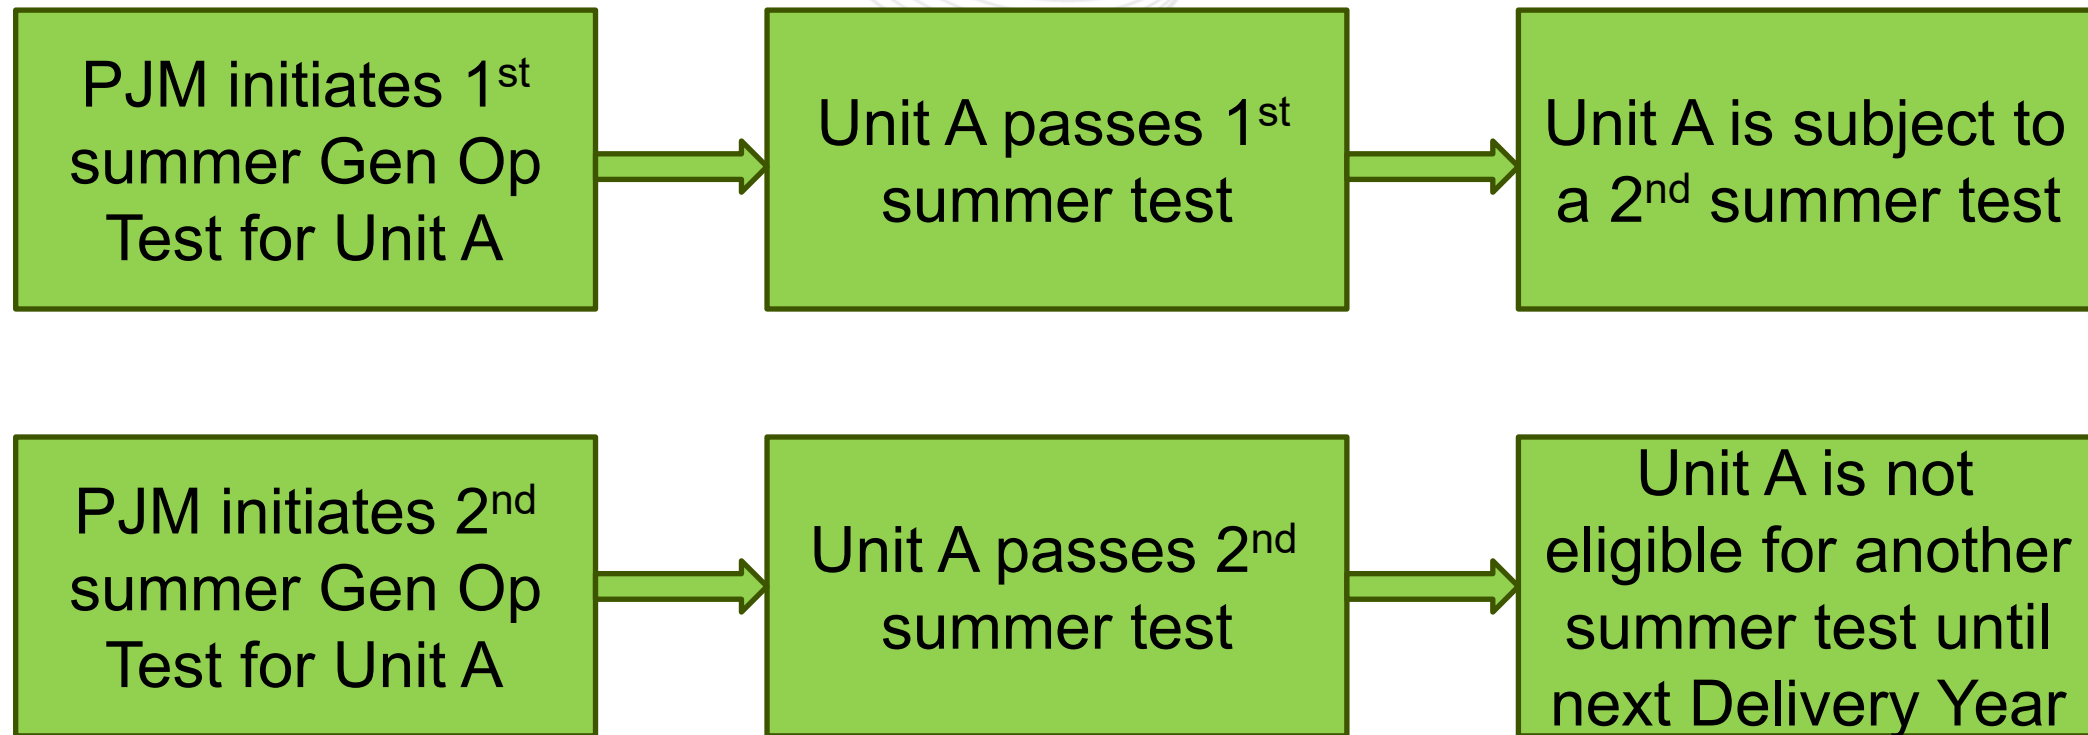 PJM initiates 1st
summer Gen Op
Test for Unit A
Unit A passes 1st
summer test
Unit A is subject to
a 2nd summer test
PJM initiates 2nd
summer Gen Op
Test for Unit A
Unit A passes 2nd
summer test
Unit A is not
eligible for another
summer test until
next Delivery Year